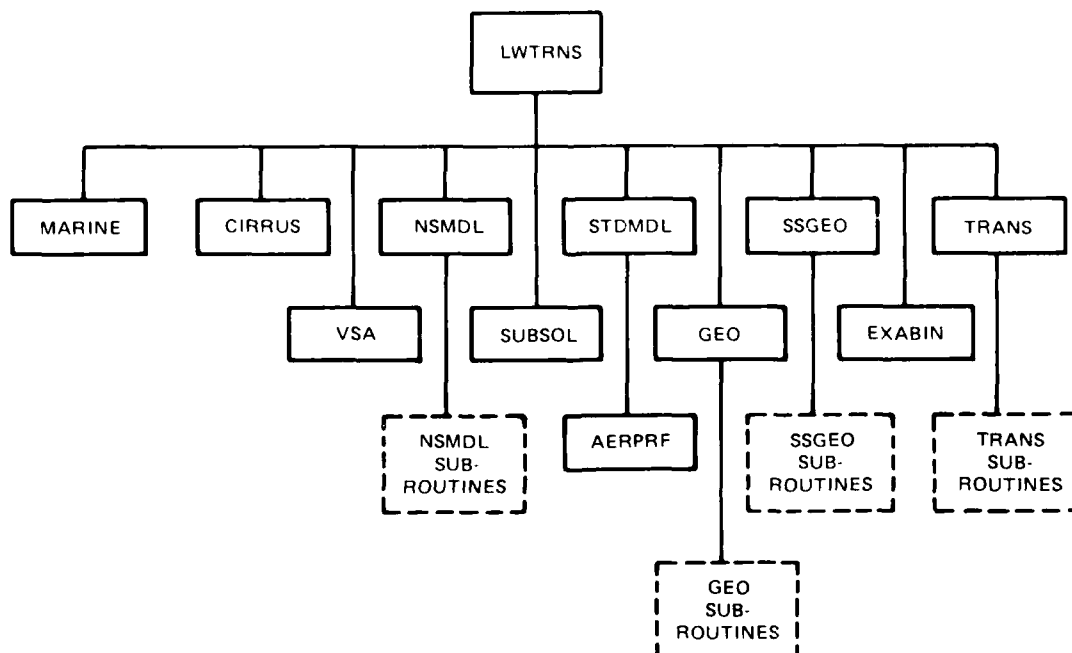 LWTRNS
MARINE
CIRRUS
NSMDL
STDMDL
SSGEO
TRANS
VSA
SUBSOL
GEO
EXABIN
NSMDL
SUB-
ROUTINES
AERPRF
SSGEO
SUB-
ROUTINES
TRANS
SUB-
ROUTINES
GEO
SUB-
ROUTINES